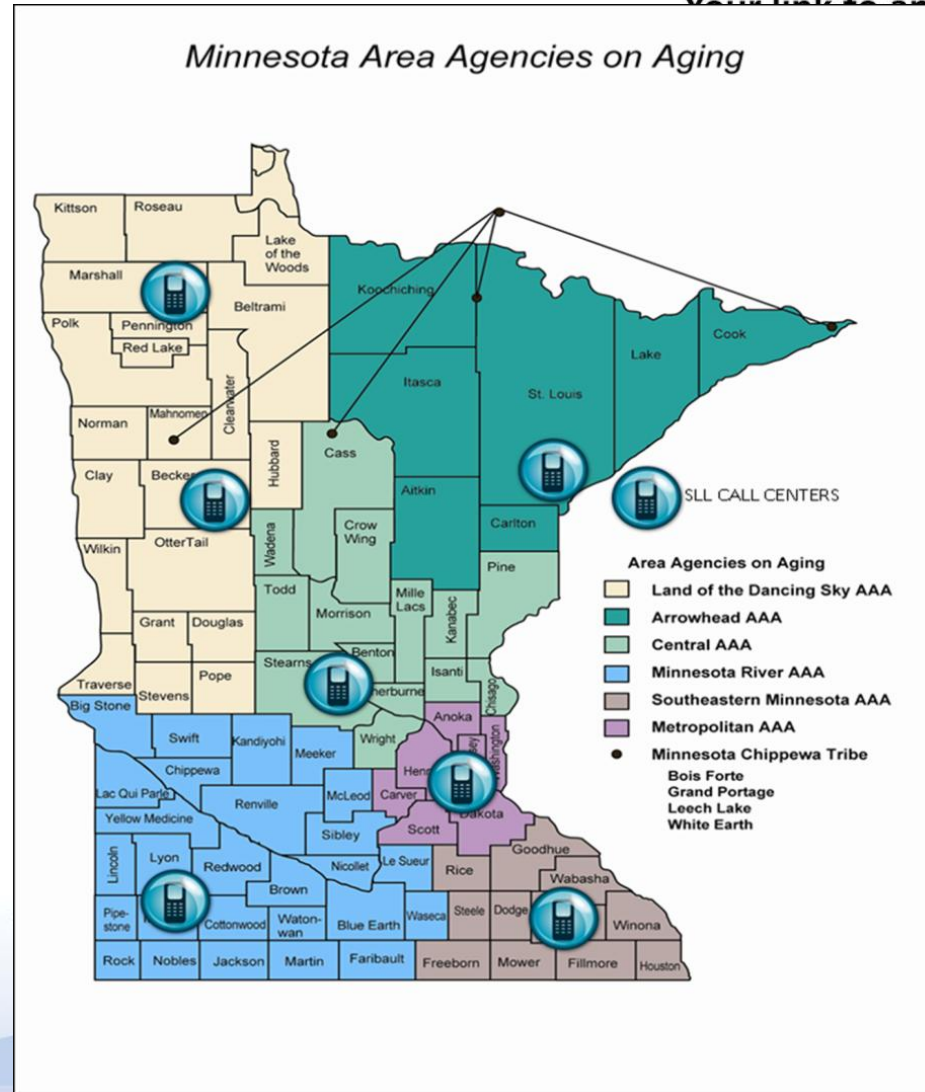 Your link to an
Minnesota Area Agencies on Aging
Kittson
Roseau
Lake
of the
Woods
Marshall
Koochiching
Beltrami
Polk
Pennington
Red Lake
Cook
Lake
Itasca
St. Louis
Clearwater
Mahnomen
Norman
Cass
Hubbard
Clay
Becker
Aitkin
SLL CALL CENTERS
Carlton
Crow
Wing
Wadena
OtterTail
Wilkin
Pine
Area Agencies on Aging
Land of the Dancing Sky AAA
Arrowhead AAA
Central AAA
Minnesota River AAA
Southeastern Minnesota AAA
Metropolitan AAA
Minnesota Chippewa Tribe
Bois Forte
Grand Portage
Leech Lake
White Earth
Todd
Mille
Lacs
Kanabec
Morrison
Grant
Douglas
Benton
Stearns
Isanti
Pope
Traverse
Stevens
Chisago
Big Stone
Anoka
Swift
Kandiyohi
Wright
Washington
Meeker
Chippewa
Lac Qui Parle
McLeod
Carver
Renville
Yellow Medicine
Dakota
Scott
Sibley
Goodhue
Lincoln
Lyon
Redwood
Nicollet
Le Sueur
Rice
Wabasha
Brown
Pipe-
stone
Cottonwood
Waton-
wan
Blue Earth
Waseca
Steele
Dodge
Winona
Rock
Nobles
Jackson
Martin
Faribault
Freeborn
Mower
Fillmore
Houston